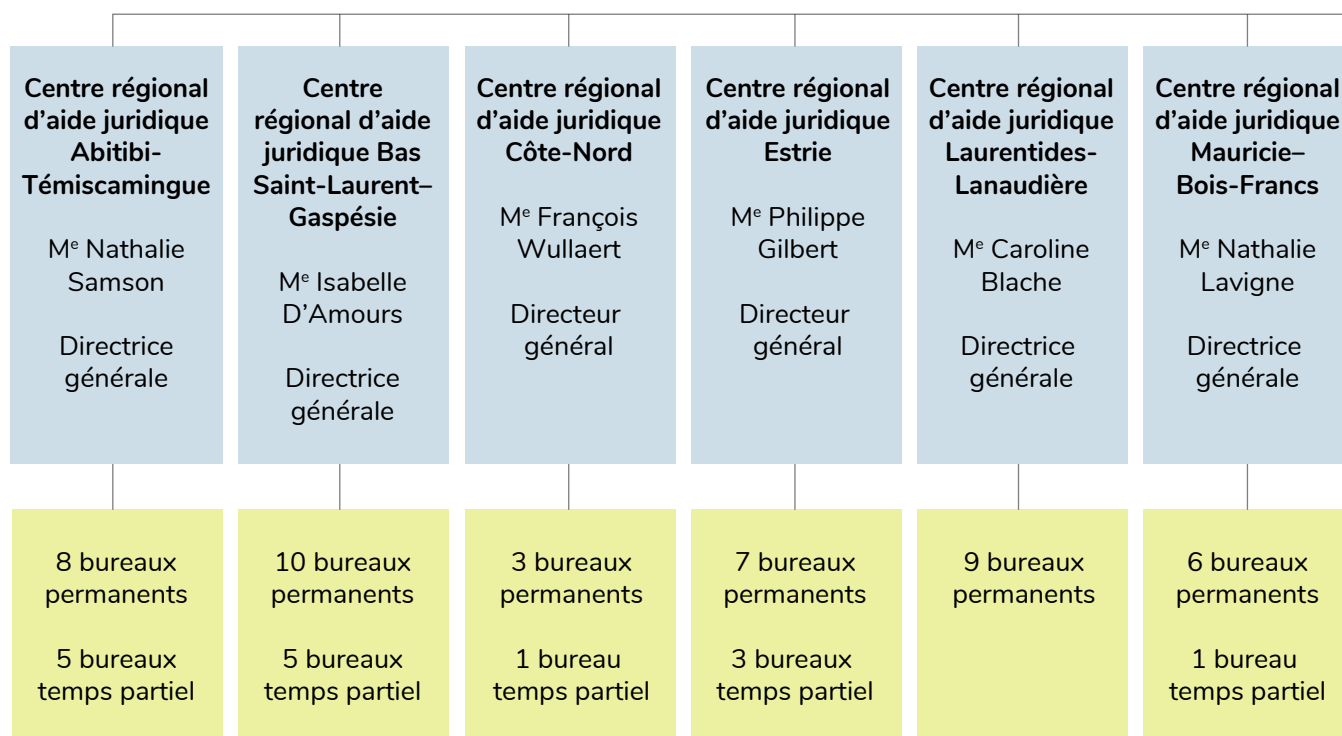 Centre régional
d’aide juridique
Abitibi-
Témiscamingue
Mᵉ Nathalie
Samson
Directrice
générale
8 bureaux
permanents
5 bureaux
temps partiel
Centre
régional d’aide
juridique Bas
Saint-Laurent–
Gaspésie
Mᵉ Isabelle
D’Amours
Directrice
générale
10 bureaux
permanents
5 bureaux
temps partiel
Centre régional
d’aide juridique
Côte-Nord
Mᵉ François
Wullaert
Directeur
général
3 bureaux
permanents
1 bureau
temps partiel
Centre régional
d’aide juridique
Estrie
Mᵉ Philippe
Gilbert
Directeur
général
7 bureaux
permanents
3 bureaux
temps partiel
Centre régional
d’aide juridique
Laurentides-
Lanaudière
Mᵉ Caroline
Blache
Directrice
générale
9 bureaux
permanents
Centre régional
d’aide juridique
Mauricie–
Bois-Francs
Mᵉ Nathalie
Lavigne
Directrice
générale
6 bureaux
permanents
1 bureau
temps partiel